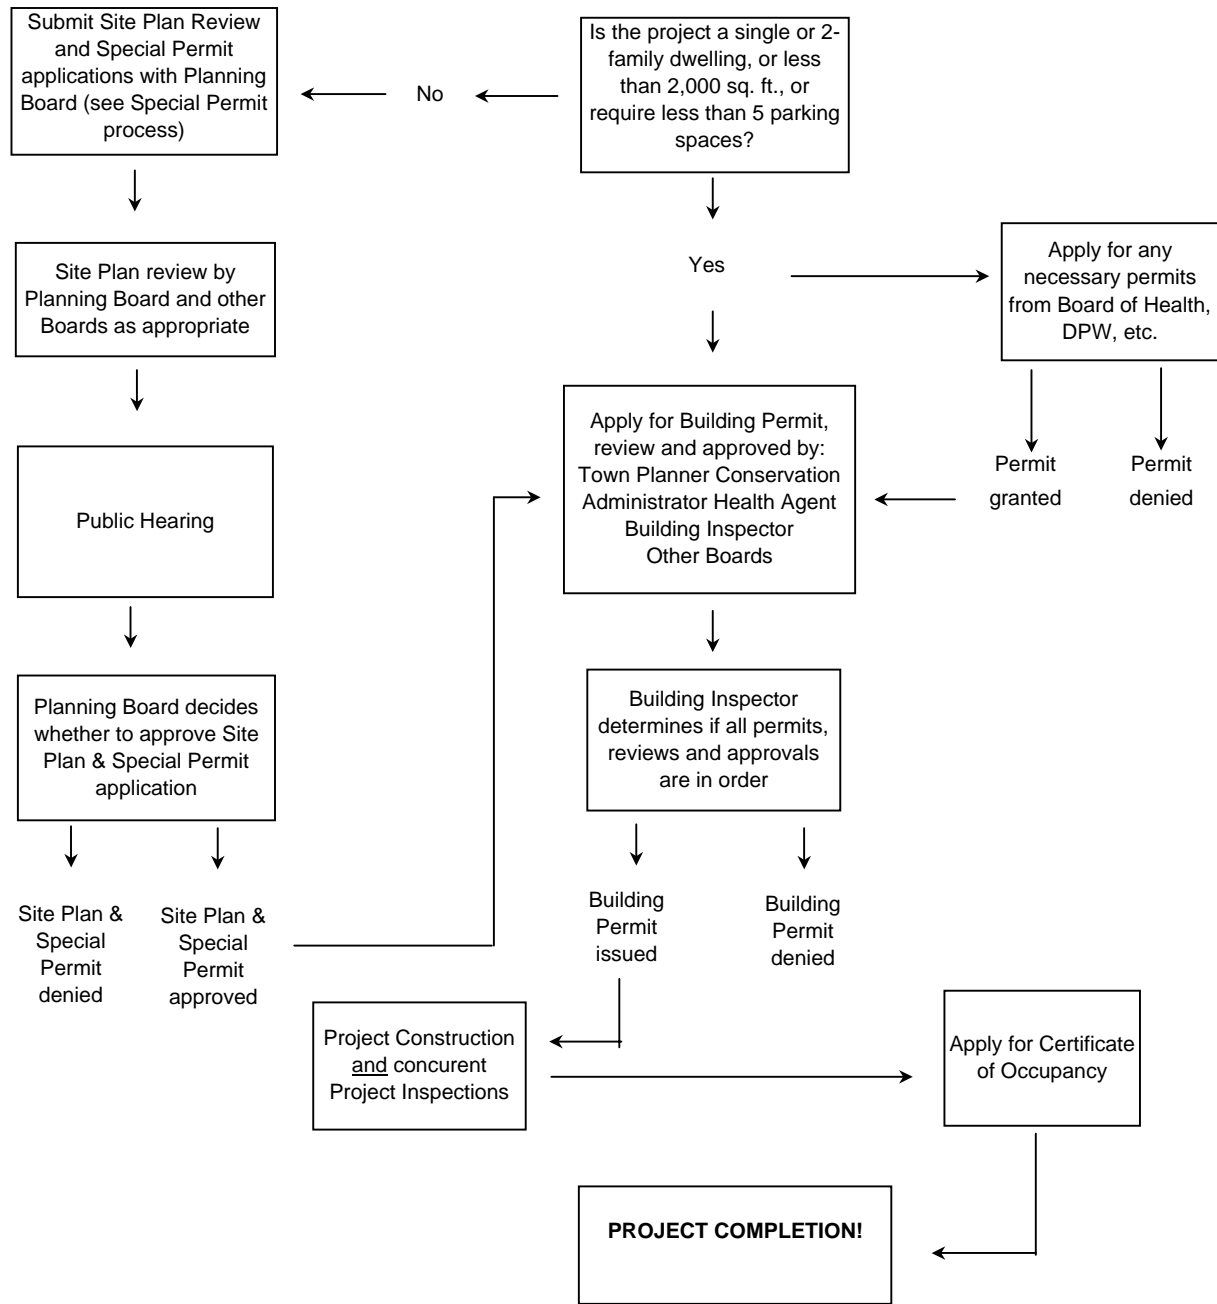 Submit Site Plan Review
and Special Permit
applications with Planning
Board (see Special Permit
process)
No
Is the project a single or 2-
family dwelling, or less
than 2,000 sq. ft., or
require less than 5 parking
spaces?
Site Plan review by
Planning Board and other
Boards as appropriate
Yes
Apply for any
necessary permits
from Board of Health,
DPW, etc.
Public Hearing
Apply for Building Permit,
review and approved by:
Town Planner Conservation
Administrator Health Agent
Building Inspector
Other Boards
Permit
granted
Permit
denied
Planning Board decides
whether to approve Site
Plan & Special Permit
application
Building Inspector
determines if all permits,
reviews and approvals
are in order
Site Plan &
Special
Permit
denied
Site Plan &
Special
Permit
approved
Building
Permit
issued
Building
Permit
denied
Project Construction
and concurent
Project Inspections
Apply for Certificate
of Occupancy
PROJECT COMPLETION!